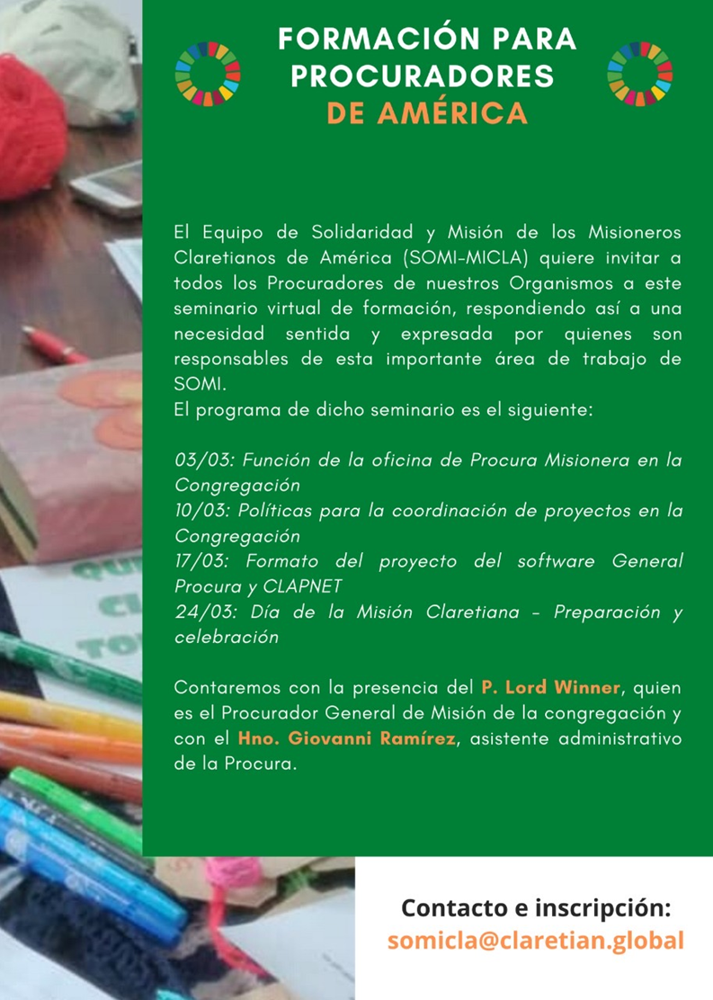 FORMACIÓN PARA
PROCURADORES
DE AMÉRICA
El Equipo de Solidaridad y Misión de los Misioneros
Claretianos de América (SOMI-MICLA) quiere invitar a
todos los Procuradores de nuestros Organismos a este
seminario virtual de formación, respondiendo así a una
necesidad sentida y expresada por quienes son
responsables de esta importante área de trabajo de
SOMI.
El programa de dicho seminario es el siguiente:
03/03: Función de la oficina de Procura Misionera en la
Congregación
10/03: Políticas para la coordinación de proyectos en la
Congregación
17/03: Formato del proyecto del software General
Procura y CLAPNET
24/03: Día de la Misión Claretiana - Preparación y
celebración
Contaremos con la presencia del P. Lord Winner, quien
es el Procurador General de Misión de la congregación y
con el Hno. Giovanni Ramírez, asistente administrativo
de la Procura.
Contacto e inscripción:
somicla@claretian.global